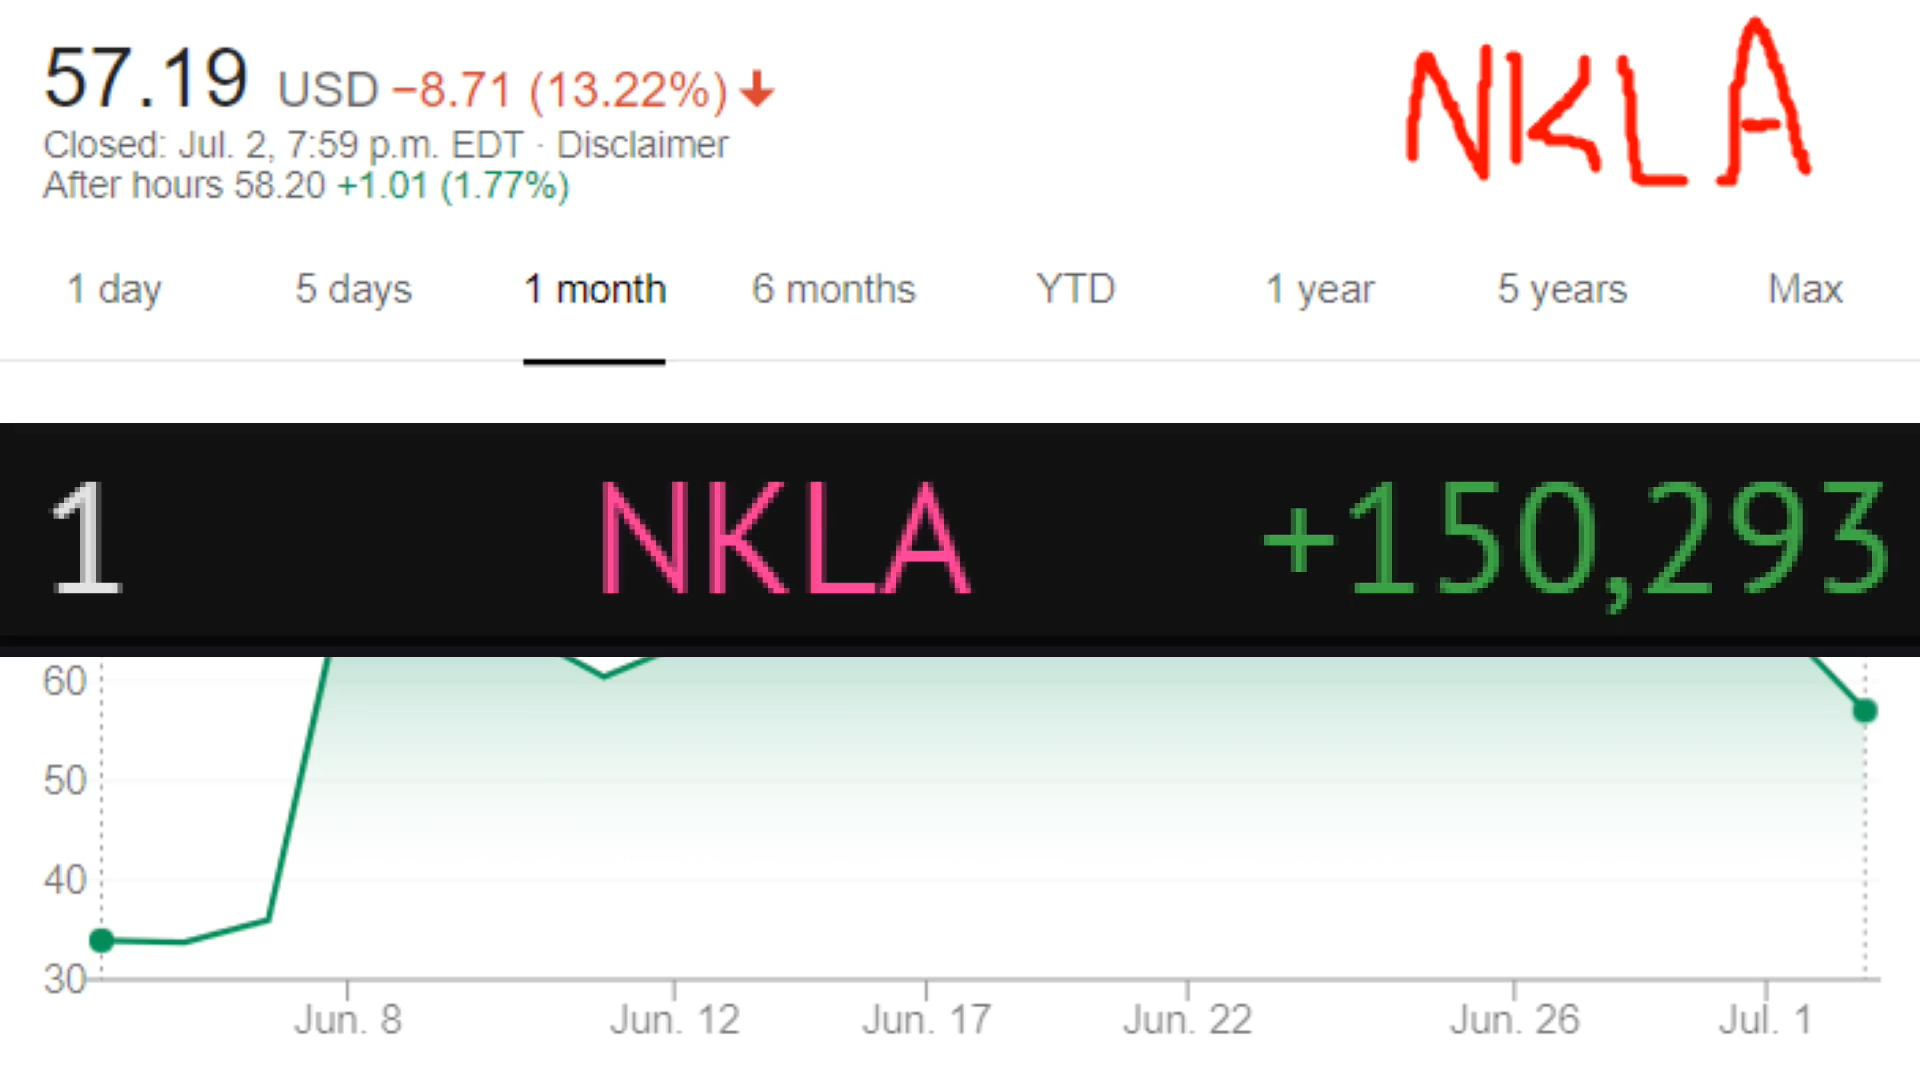 57.19 USD −8.71 (13.22%)
NKLA
Closed: Jul. 2, 7:59 p.m. EDT · Disclaimer
After hours 58.20 +1.01 (1.77%)
1 day 5 days 1 month 6 months YTD 1 year 5 years Max
1 NKLA +150,293
60
50
40
30
Jun. 8 Jun. 12 Jun. 17 Jun. 22 Jun. 26 Jul. 1